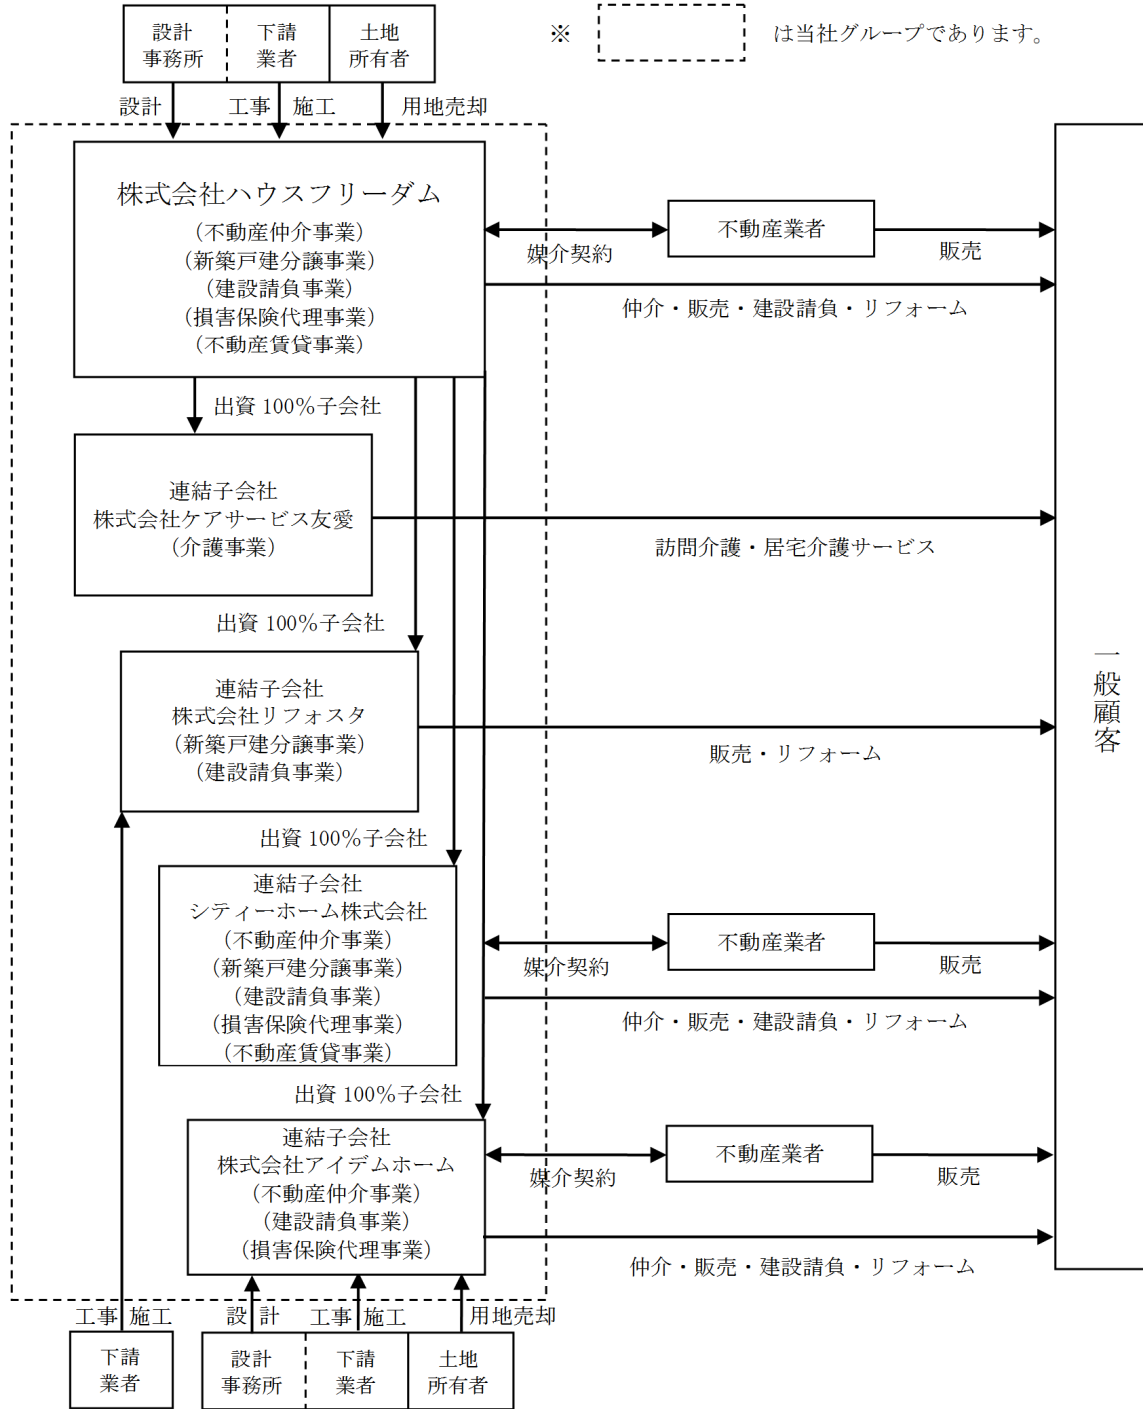 設計
事務所
下請
業者
土地
所有者
※
は当社グループであります。
設計
工事 施工
用地売却
株式会社ハウスフリーダム
(不動産仲介事業)
(新築戸建分譲事業)
(建設請負事業)
(損害保険代理事業)
(不動産賃貸事業)
媒介契約
不動産業者
販売
仲介・販売・建設請負・リフォーム
出資 100%子会社
連結子会社
株式会社ケアサービス友愛
(介護事業)
訪問介護・居宅介護サービス
出資 100%子会社
連結子会社
株式会社リフォスタ
(新築戸建分譲事業)
(建設請負事業)
販売・リフォーム
一般顧客
出資 100%子会社
連結子会社
シティーホーム株式会社
(不動産仲介事業)
(新築戸建分譲事業)
(建設請負事業)
(損害保険代理事業)
(不動産賃貸事業)
媒介契約
不動産業者
販売
仲介・販売・建設請負・リフォーム
出資 100%子会社
連結子会社
株式会社アイデムホーム
(不動産仲介事業)
(建設請負事業)
(損害保険代理事業)
媒介契約
不動産業者
販売
仲介・販売・建設請負・リフォーム
工事 施工
設 計
工事 施工
用地売却
下請
業者
設計
事務所
下請
業者
土地
所有者